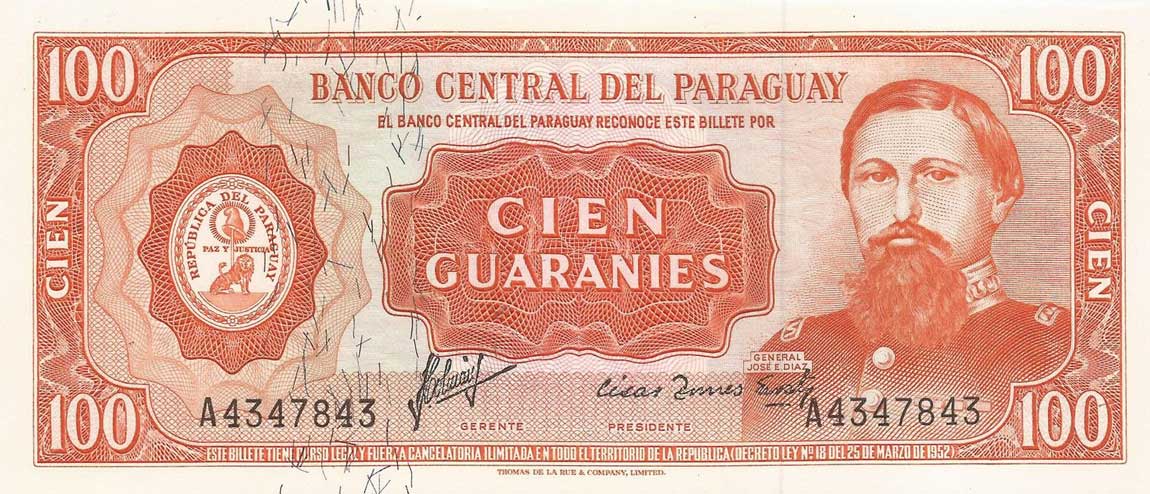 100
100
BANCO CENTRAL DEL PARAGUAY
EL BANCO CENTRAL DEL PARAGUAY RECONOCE ESTE BILLETE POR
CIEN
CIEN
REPÚBLICA DEL PARAGUAY
PAZ Y JUSTICIA
CIEN
GUARANIES
GENERAL
JOSÉ E. DIAZ
A4347843
A4347843
GERENTE
PRESIDENTE
100
100
ESTE BILLETE TIENE CURSO LEGAL Y FUERZA CANCELATORIA ILIMITADA EN TODO EL TERRITORIO DE LA REPUBLICA (DECRETO LEY Nº 18 DEL 25 DE MARZO DE 1952)
THOMAS DE LA RUE & COMPANY, LIMITED.